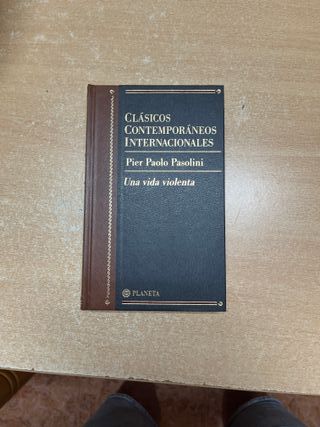 CLÁSICOS
CONTEMPORÁNEOS
INTERNACIONALES
Pier Paolo Pasolini
Una vida violenta
PLANETA